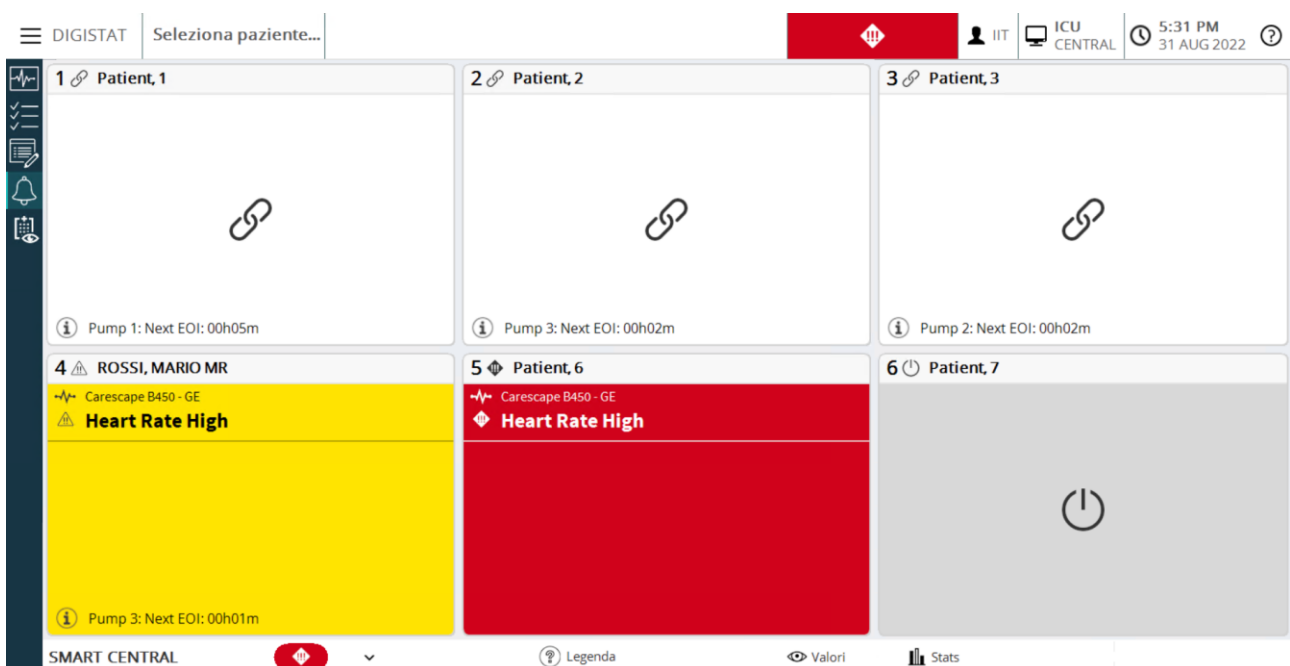 DIGISTAT Seleziona paziente... !!! IIT ICU CENTRAL 5:31 PM 31 AUG 2022 ?
1 Patient, 1
2 Patient, 2
3 Patient, 3
i Pump 1: Next EOI: 00h05m
i Pump 3: Next EOI: 00h02m
i Pump 2: Next EOI: 00h02m
4 ROSSI, MARIO MR
5 Patient, 6
6 Patient, 7
Carescape B450 - GE
Heart Rate High
Carescape B450 - GE
!!! Heart Rate High
i Pump 3: Next EOI: 00h01m
SMART CENTRAL !!! ? Legenda Valori Stats